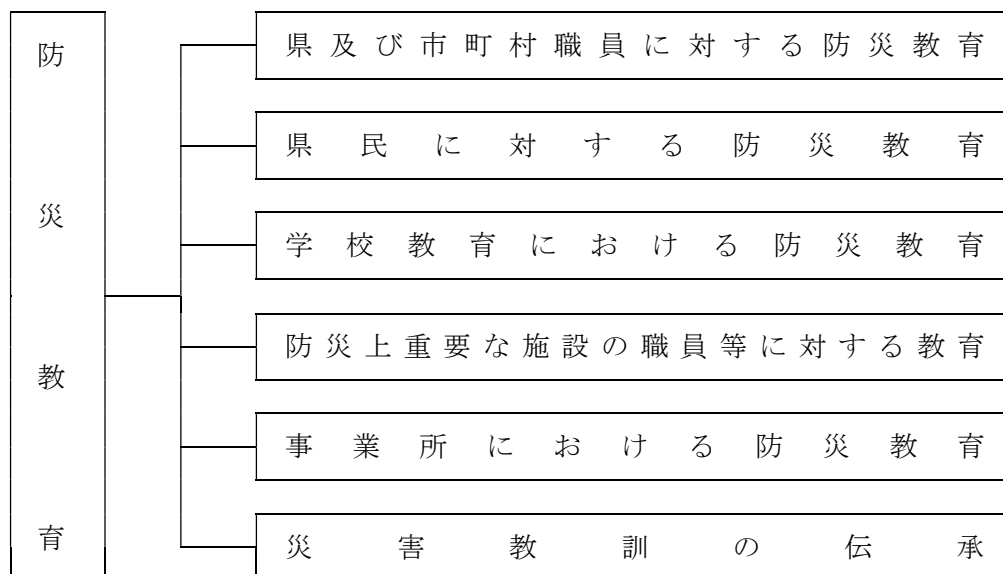 防災教育
県及び市町村職員に対する防災教育
県民に対する防災教育
学校教育における防災教育
防災上重要な施設の職員等に対する教育
事業所における防災教育
災害教訓の伝承